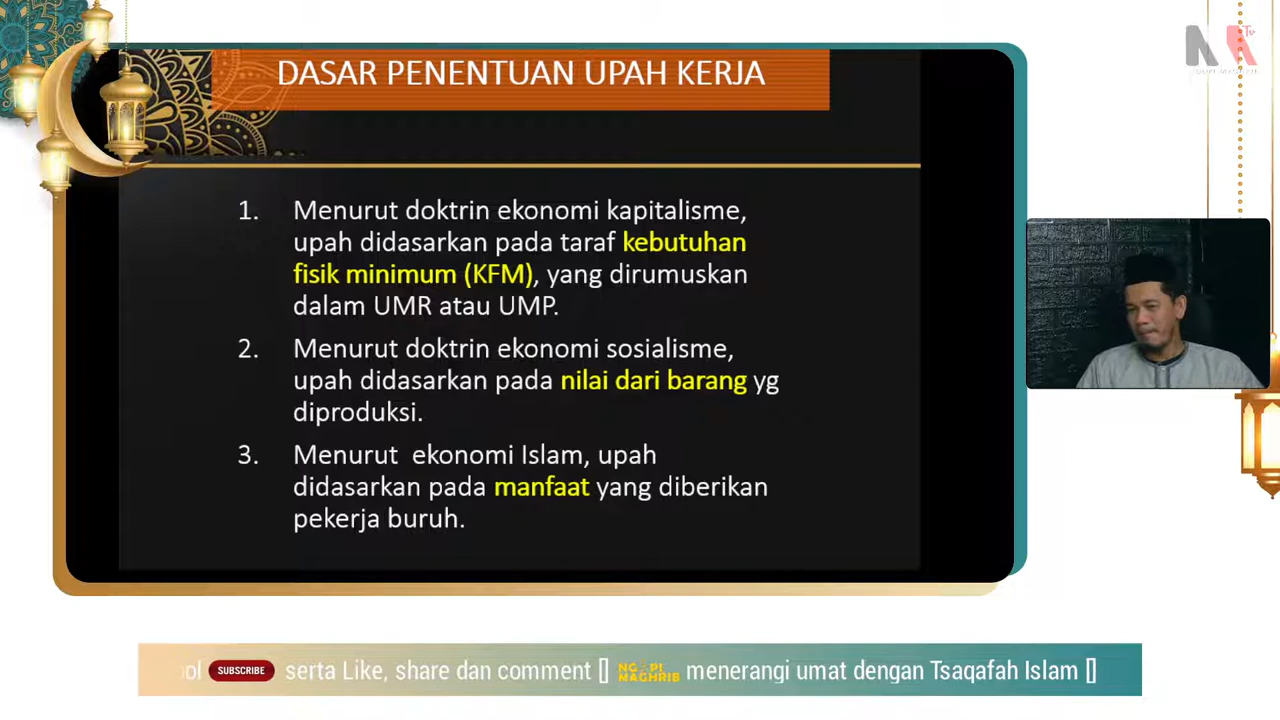 DASAR PENENTUAN UPAH KERJA
1. Menurut doktrin ekonomi kapitalisme,
upah didasarkan pada taraf kebutuhan
fisik minimum (KFM), yang dirumuskan
dalam UMR atau UMP.
2. Menurut doktrin ekonomi sosialisme,
upah didasarkan pada nilai dari barang yg
diproduksi.
3. Menurut ekonomi Islam, upah
didasarkan pada manfaat yang diberikan
pekerja buruh.
SUBSCRIBE serta Like, share dan comment [] NGOPI MAGHRIB menerangi umat dengan Tsaqafah Islam []